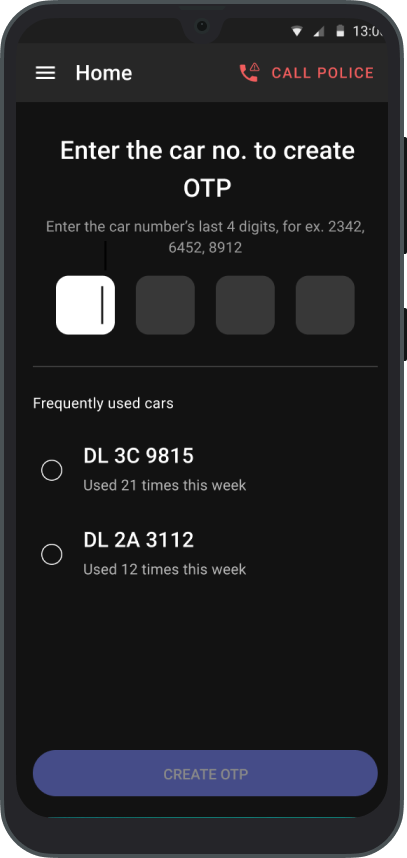 13:0
Home
CALL POLICE
Enter the car no. to create
OTP
Enter the car number's last 4 digits, for ex. 2342,
6452, 8912
Frequently used cars
DL 3C 9815
Used 21 times this week
DL 2A 3112
Used 12 times this week
CREATE OTP